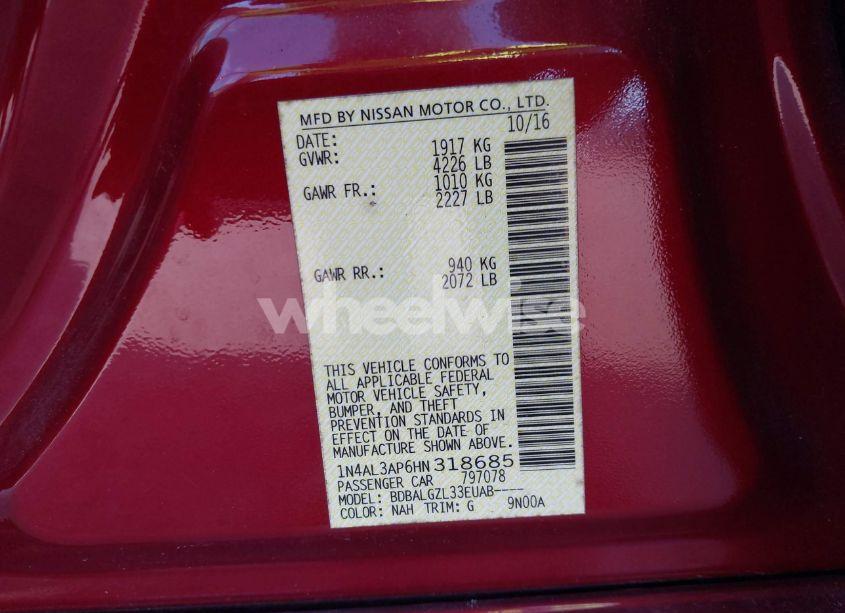 MFD BY NISSAN MOTOR CO., LTD.
DATE: 10/16
GVWR: 1917 KG
4226 LB
GAWR FR.: 1010 KG
2227 LB
GAWR RR.: 940 KG
2072 LB
wheelwise
THIS VEHICLE CONFORMS TO
ALL APPLICABLE FEDERAL
MOTOR VEHICLE SAFETY,
BUMPER, AND THEFT
PREVENTION STANDARDS IN
EFFECT ON THE DATE OF
MANUFACTURE SHOWN ABOVE.
1N4AL3AP6HN318685
PASSENGER CAR 797078
MODEL: BDBALGZL33EUAB----
COLOR: NAH TRIM: G 9N00A